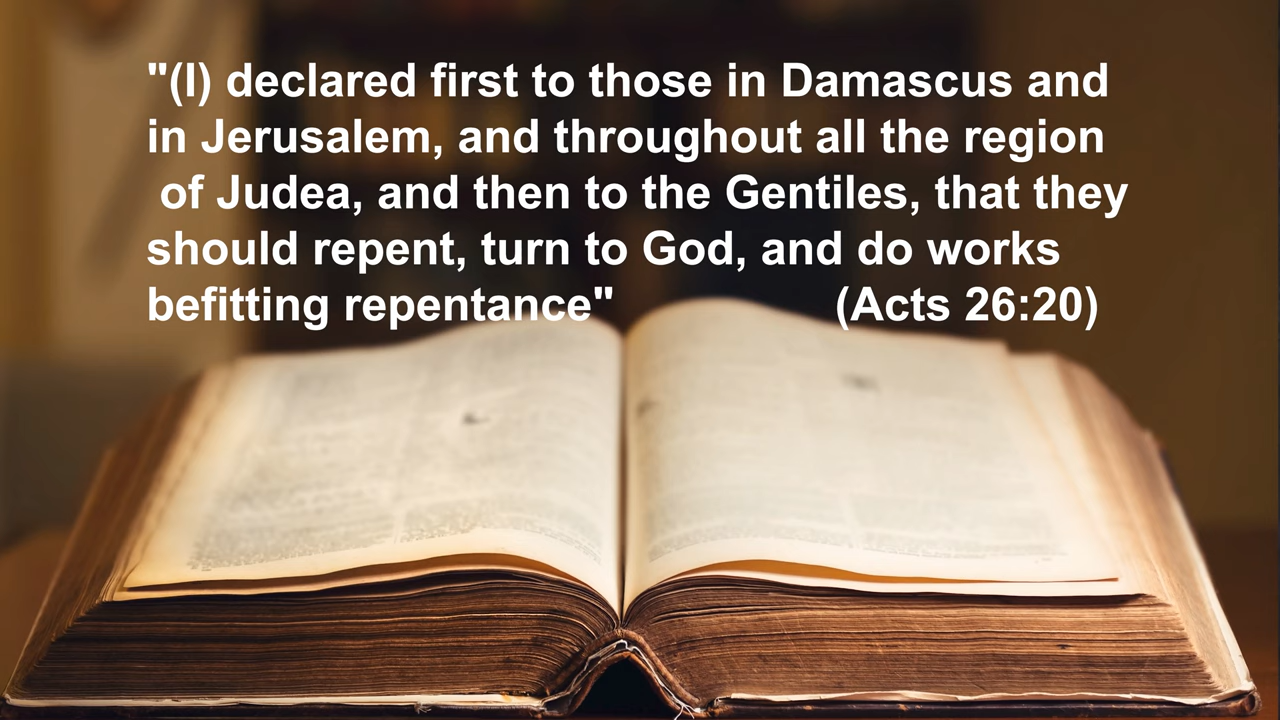 "(I) declared first to those in Damascus and
in Jerusalem, and throughout all the region
of Judea, and then to the Gentiles, that they
should repent, turn to God, and do works
befitting repentance" (Acts 26:20)